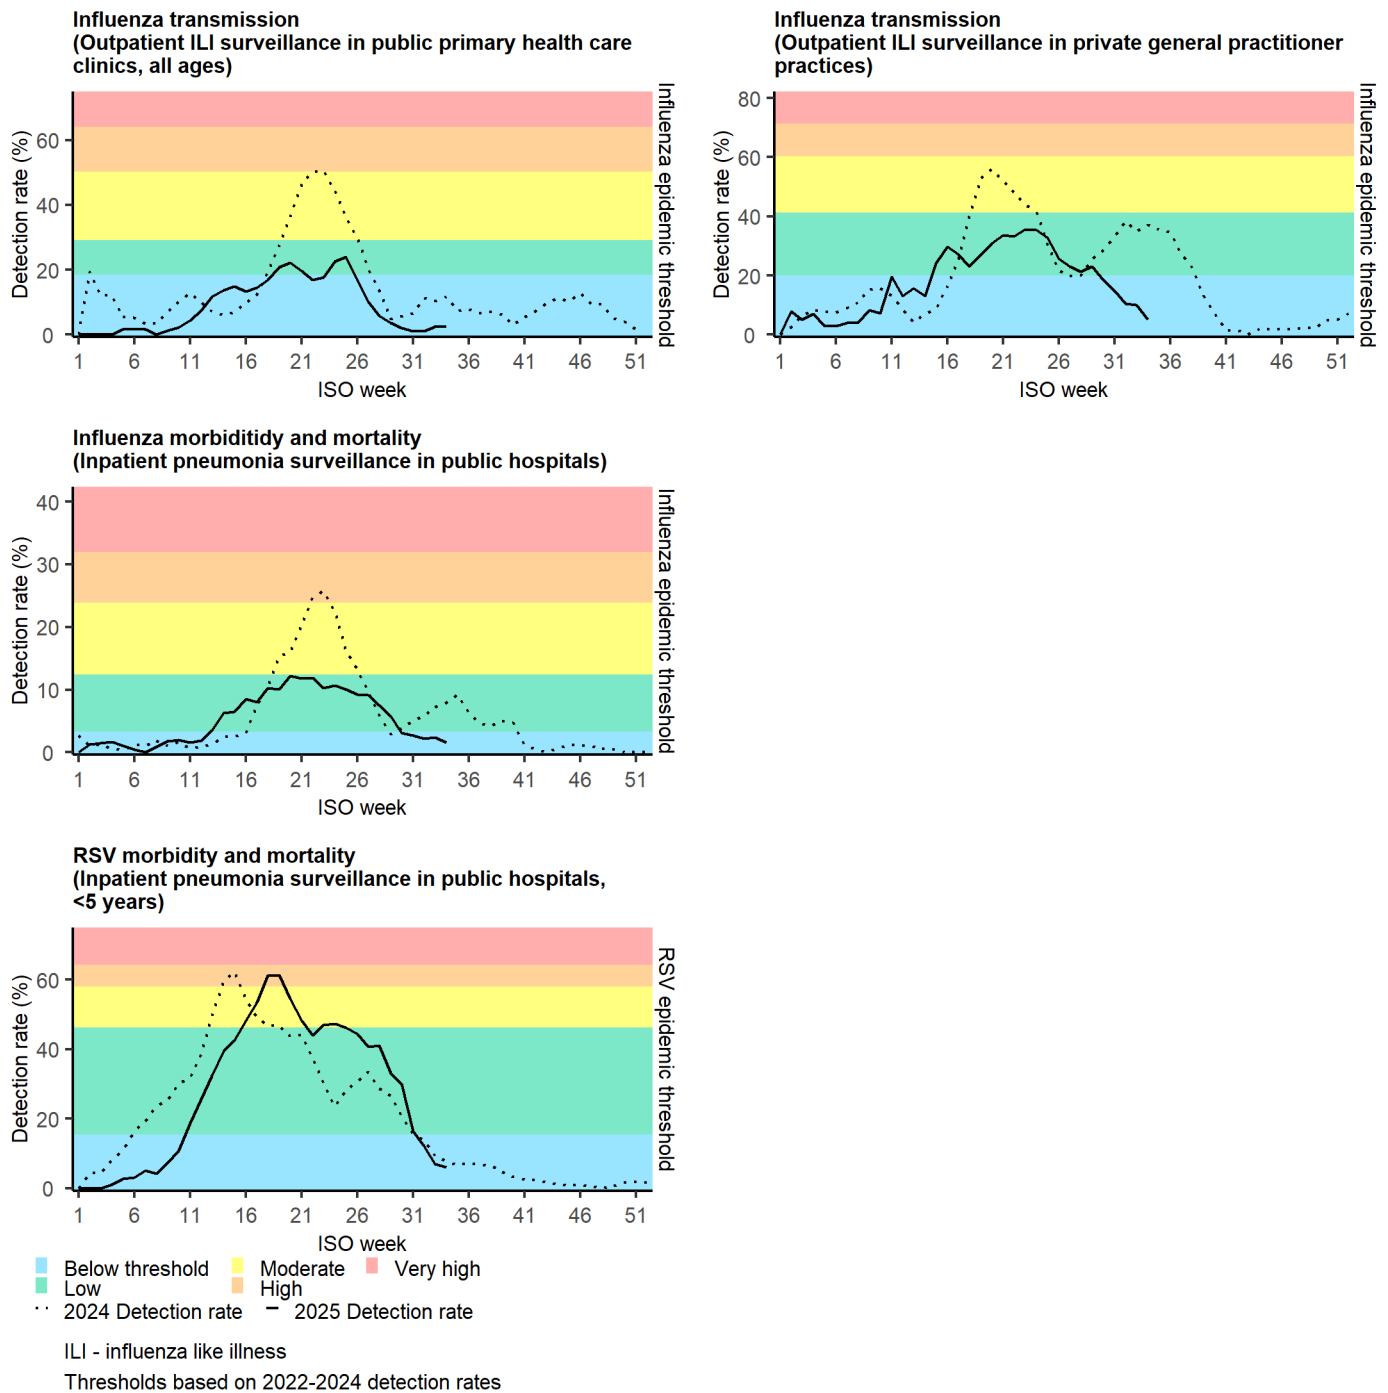 Influenza transmission
(Outpatient ILI surveillance in public primary health care
clinics, all ages)
Detection rate (%)
60
40
20
0
1 6 11 16 21 26 31 36 41 46 51
ISO week
Influenza epidemic threshold
Influenza transmission
(Outpatient ILI surveillance in private general practitioner
practices)
Detection rate (%)
80
60
40
20
0
1 6 11 16 21 26 31 36 41 46 51
ISO week
Influenza epidemic threshold
Influenza morbiditidy and mortality
(Inpatient pneumonia surveillance in public hospitals)
Detection rate (%)
40
30
20
10
0
1 6 11 16 21 26 31 36 41 46 51
ISO week
Influenza epidemic threshold
RSV morbidity and mortality
(Inpatient pneumonia surveillance in public hospitals,
<5 years)
Detection rate (%)
60
40
20
0
1 6 11 16 21 26 31 36 41 46 51
ISO week
RSV epidemic threshold
Below threshold Moderate Very high
Low High
2024 Detection rate 2025 Detection rate
ILI - influenza like illness
Thresholds based on 2022-2024 detection rates